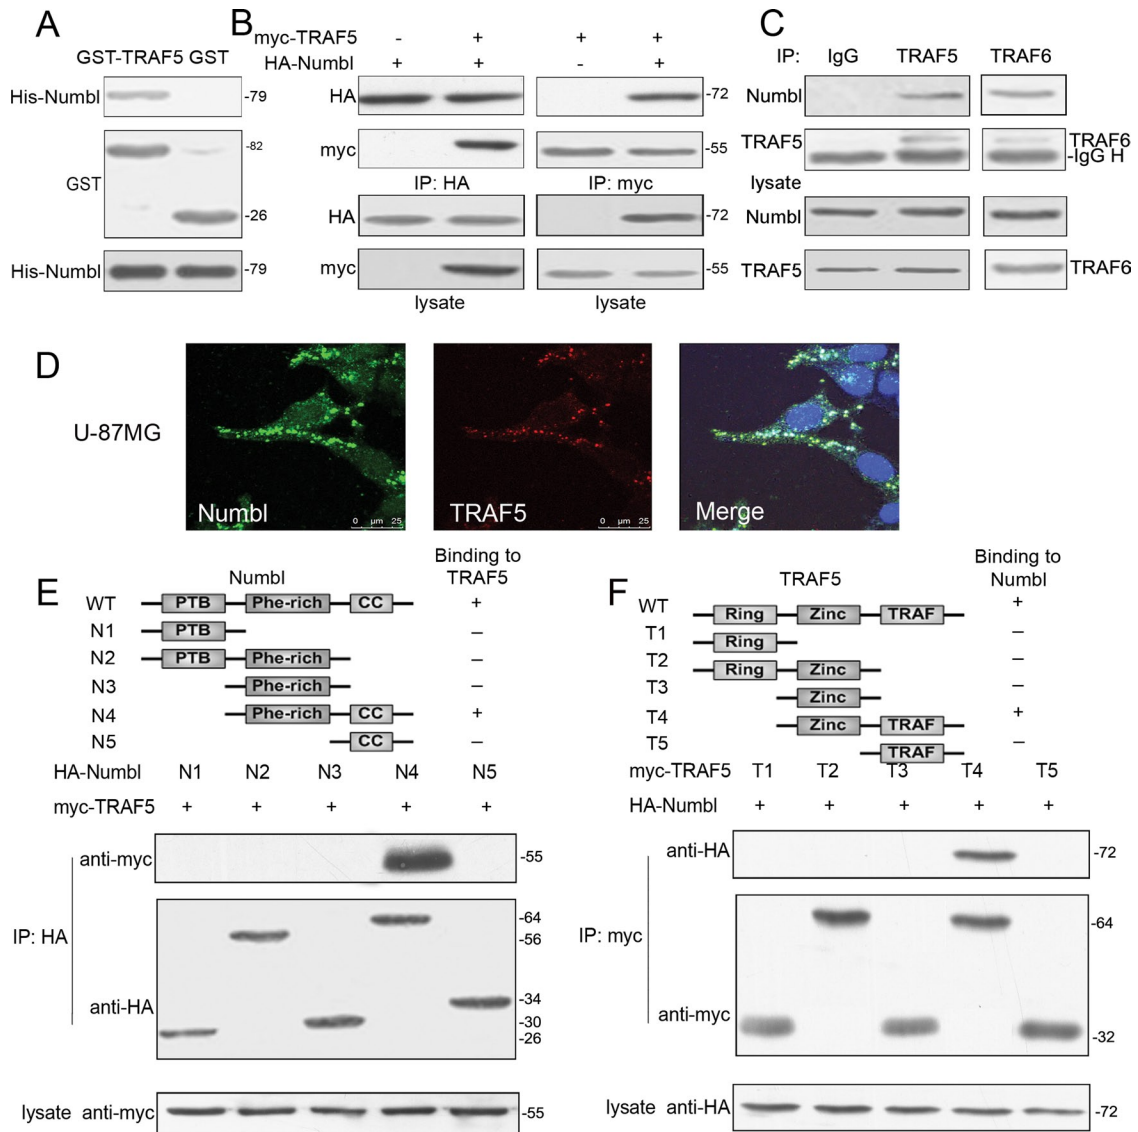 A
GST-TRAF5 GST
His-Numbl -79
GST -82
-26
His-Numbl -79
B
myc-TRAF5 - + + +
HA-Numbl + + - +
HA -72
myc -55
IP: HA IP: myc
HA -72
myc -55
lysate lysate
C
IP: IgG TRAF5 TRAF6
Numbl
TRAF5 TRAF6
-IgG H
lysate
Numbl
TRAF5 TRAF6
D
U-87MG
Numbl 0 µm 25
TRAF5 0 µm 25
Merge 0 µm 25
E
Numbl Binding to TRAF5
WT PTB Phe-rich CC +
N1 PTB –
N2 PTB Phe-rich –
N3 Phe-rich –
N4 Phe-rich CC +
N5 CC –
HA-Numbl N1 N2 N3 N4 N5
myc-TRAF5 + + + + +
anti-myc -55
IP: HA
-64
-56
anti-HA -34
-30
-26
lysate anti-myc -55
F
TRAF5 Binding to Numbl
WT Ring Zinc TRAF +
T1 Ring –
T2 Ring Zinc –
T3 Zinc –
T4 Zinc TRAF +
T5 TRAF –
myc-TRAF5 T1 T2 T3 T4 T5
HA-Numbl + + + + +
anti-HA -72
IP: myc -64
anti-myc -32
lysate anti-HA -72